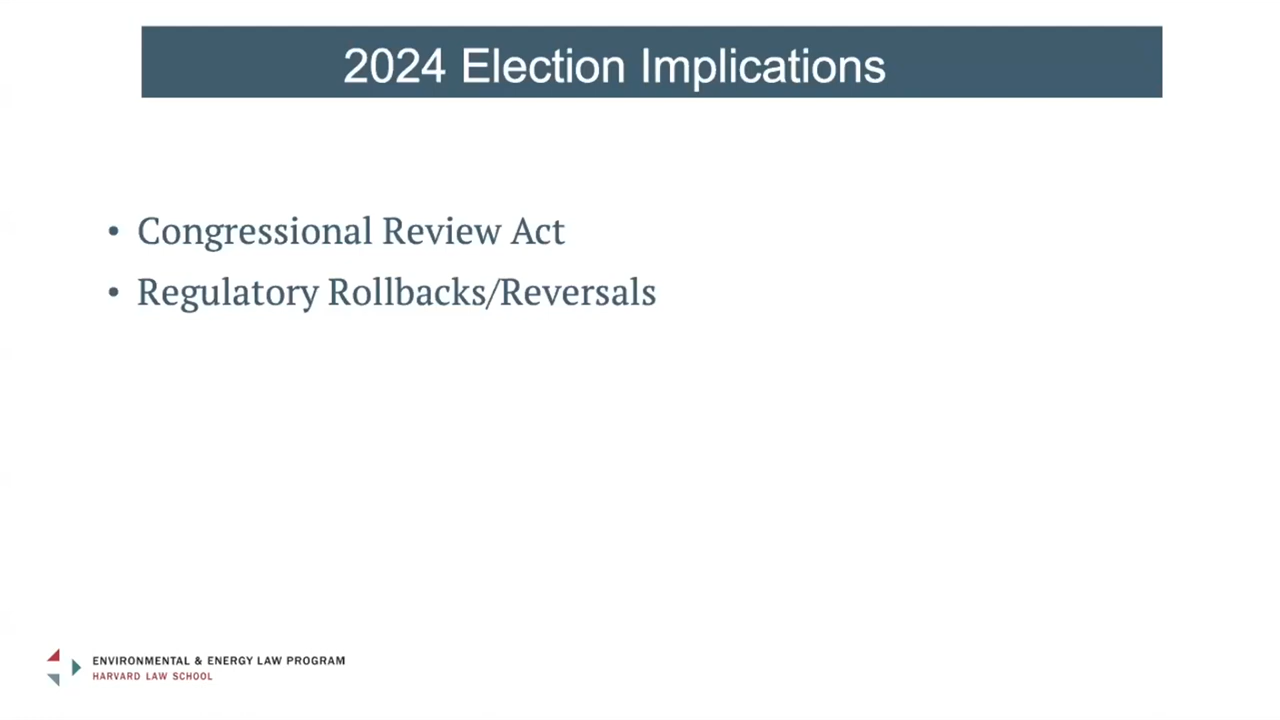 2024 Election Implications
• Congressional Review Act
• Regulatory Rollbacks/Reversals
ENVIRONMENTAL & ENERGY LAW PROGRAM
HARVARD LAW SCHOOL